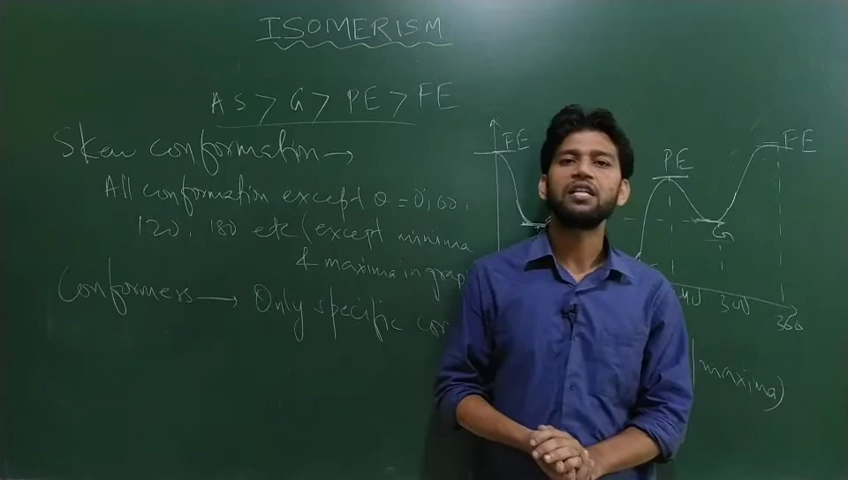 ISOMERISM
AS > G > PE > FE
Skew Conformation →
All conformation except θ = 0, 60,
120, 180 etc (except minima
& maxima in grap
Conformers → Only specific con
FE
PE
FE
G
300
360
maxima)